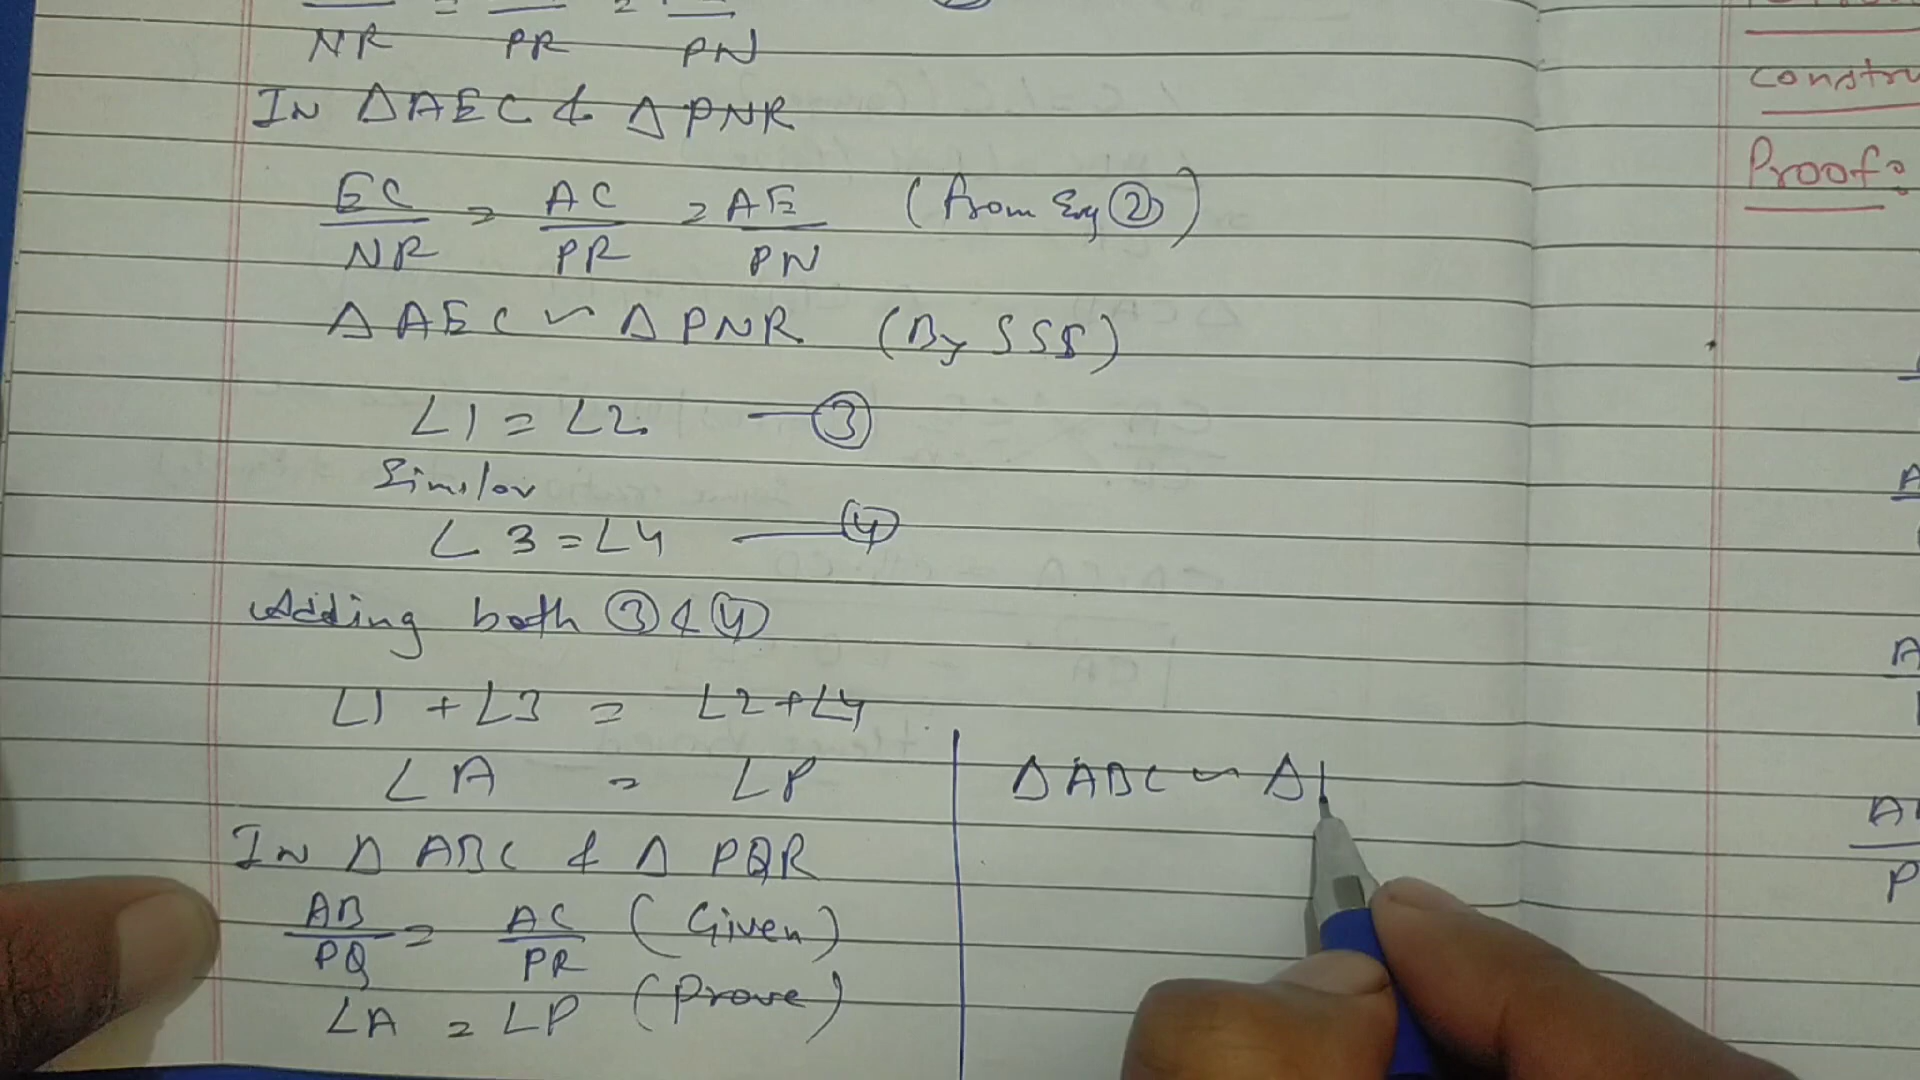 NR PR PN
In ΔAEC & ΔPNR
EC/NR = AC/PR = AE/PN (from Eq ②)
ΔAEC ~ ΔPNR (By SSS)
∠1 = ∠2 — ③
Similar
∠3 = ∠4 — ④
Adding both ③ & ④
∠1 + ∠3 = ∠2 + ∠4
∠A = ∠P
In Δ ABC & Δ PQR
AB/PQ = AC/PR (Given)
∠A = ∠P (Prove)
ΔABC ~ Δ
constru
Proof: